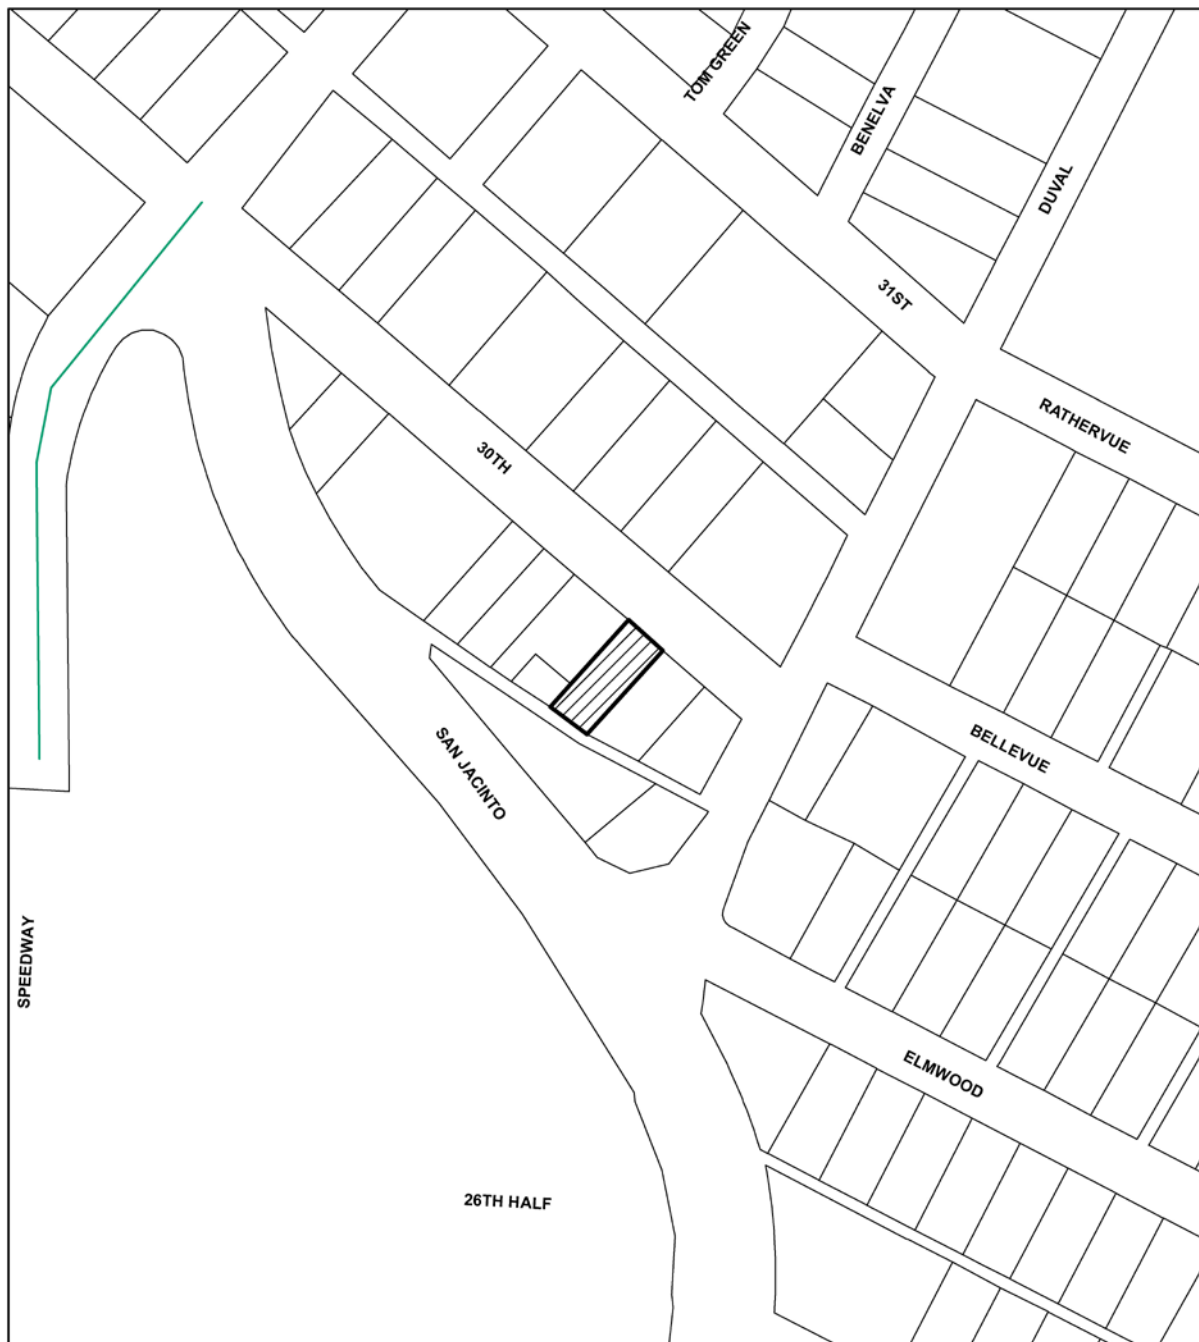 TOM GREEN
BENELVA
DUVAL
31ST
RATHERVUE
30TH
BELLEVUE
SAN JACINTO
SPEEDWAY
ELMWOOD
26TH HALF